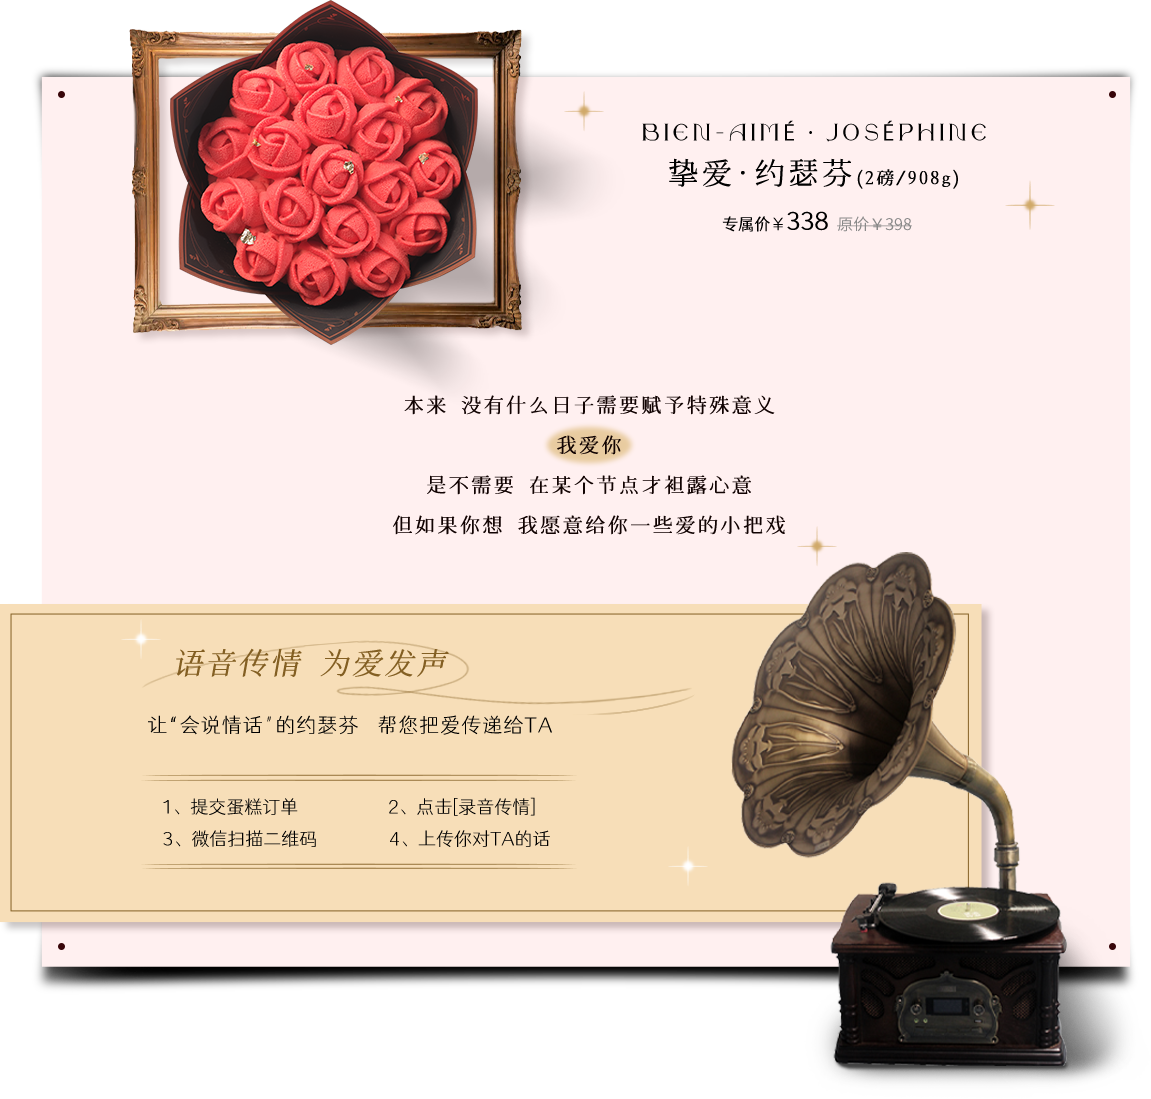 BIEN-AIMÉ · JOSÉPHINE
挚爱·约瑟芬(2磅/908g)
专属价￥338 原价￥398
本来 没有什么日子需要赋予特殊意义
我爱你
是不需要 在某个节点才袒露心意
但如果你想 我愿意给你一些爱的小把戏
语音传情 为爱发声
让“会说情话”的约瑟芬 帮您把爱传递给TA
1、提交蛋糕订单 2、点击[录音传情]
3、微信扫描二维码 4、上传你对TA的话